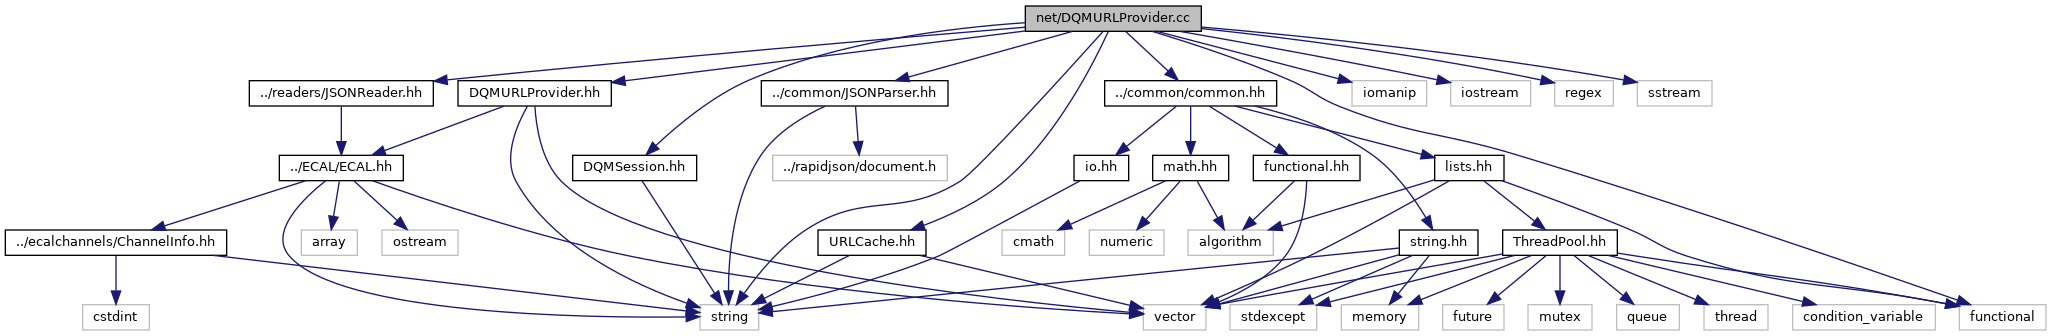 net/DQMURLProvider.cc
../readers/JSONReader.hh
DQMURLProvider.hh
../common/JSONParser.hh
../common/common.hh
iomanip
iostream
regex
sstream
../ECAL/ECAL.hh
DQMSession.hh
../rapidjson/document.h
io.hh
math.hh
functional.hh
lists.hh
../ecalchannels/ChannelInfo.hh
array
ostream
URLCache.hh
cmath
numeric
algorithm
string.hh
ThreadPool.hh
cstdint
string
vector
stdexcept
memory
future
mutex
queue
thread
condition_variable
functional